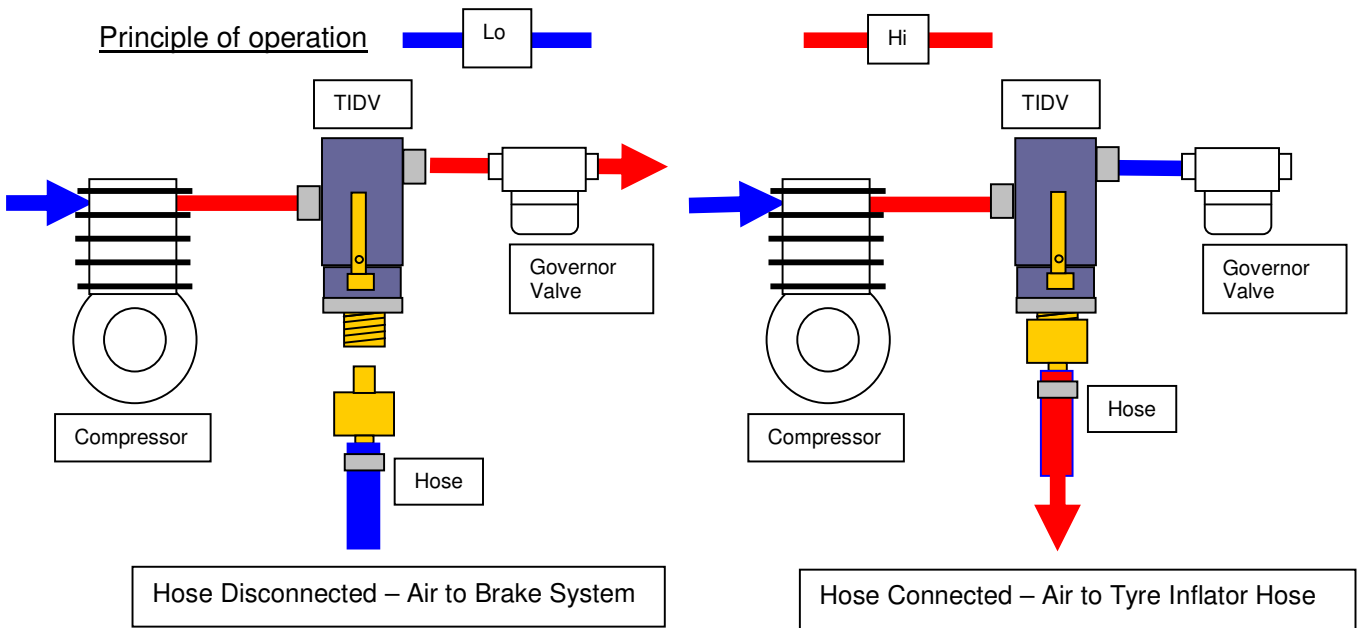 Principle of operation
Lo
Hi
TIDV
Governor
Valve
Compressor
Hose
Hose Disconnected – Air to Brake System
TIDV
Governor
Valve
Compressor
Hose
Hose Connected – Air to Tyre Inflator Hose